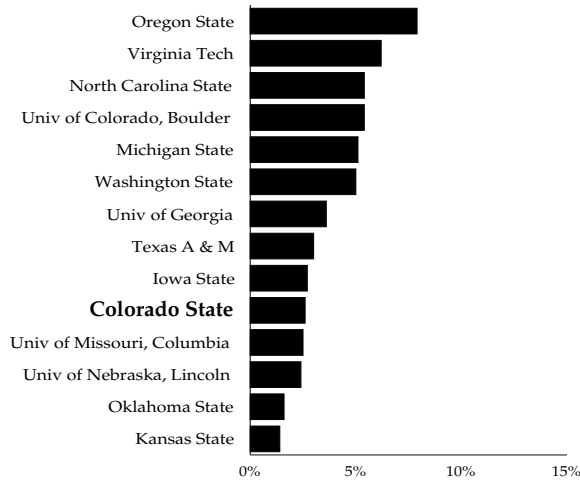 Oregon State
Virginia Tech
North Carolina State
Univ of Colorado, Boulder
Michigan State
Washington State
Univ of Georgia
Texas A & M
Iowa State
Colorado State
Univ of Missouri, Columbia
Univ of Nebraska, Lincoln
Oklahoma State
Kansas State
0% 5% 10% 15%